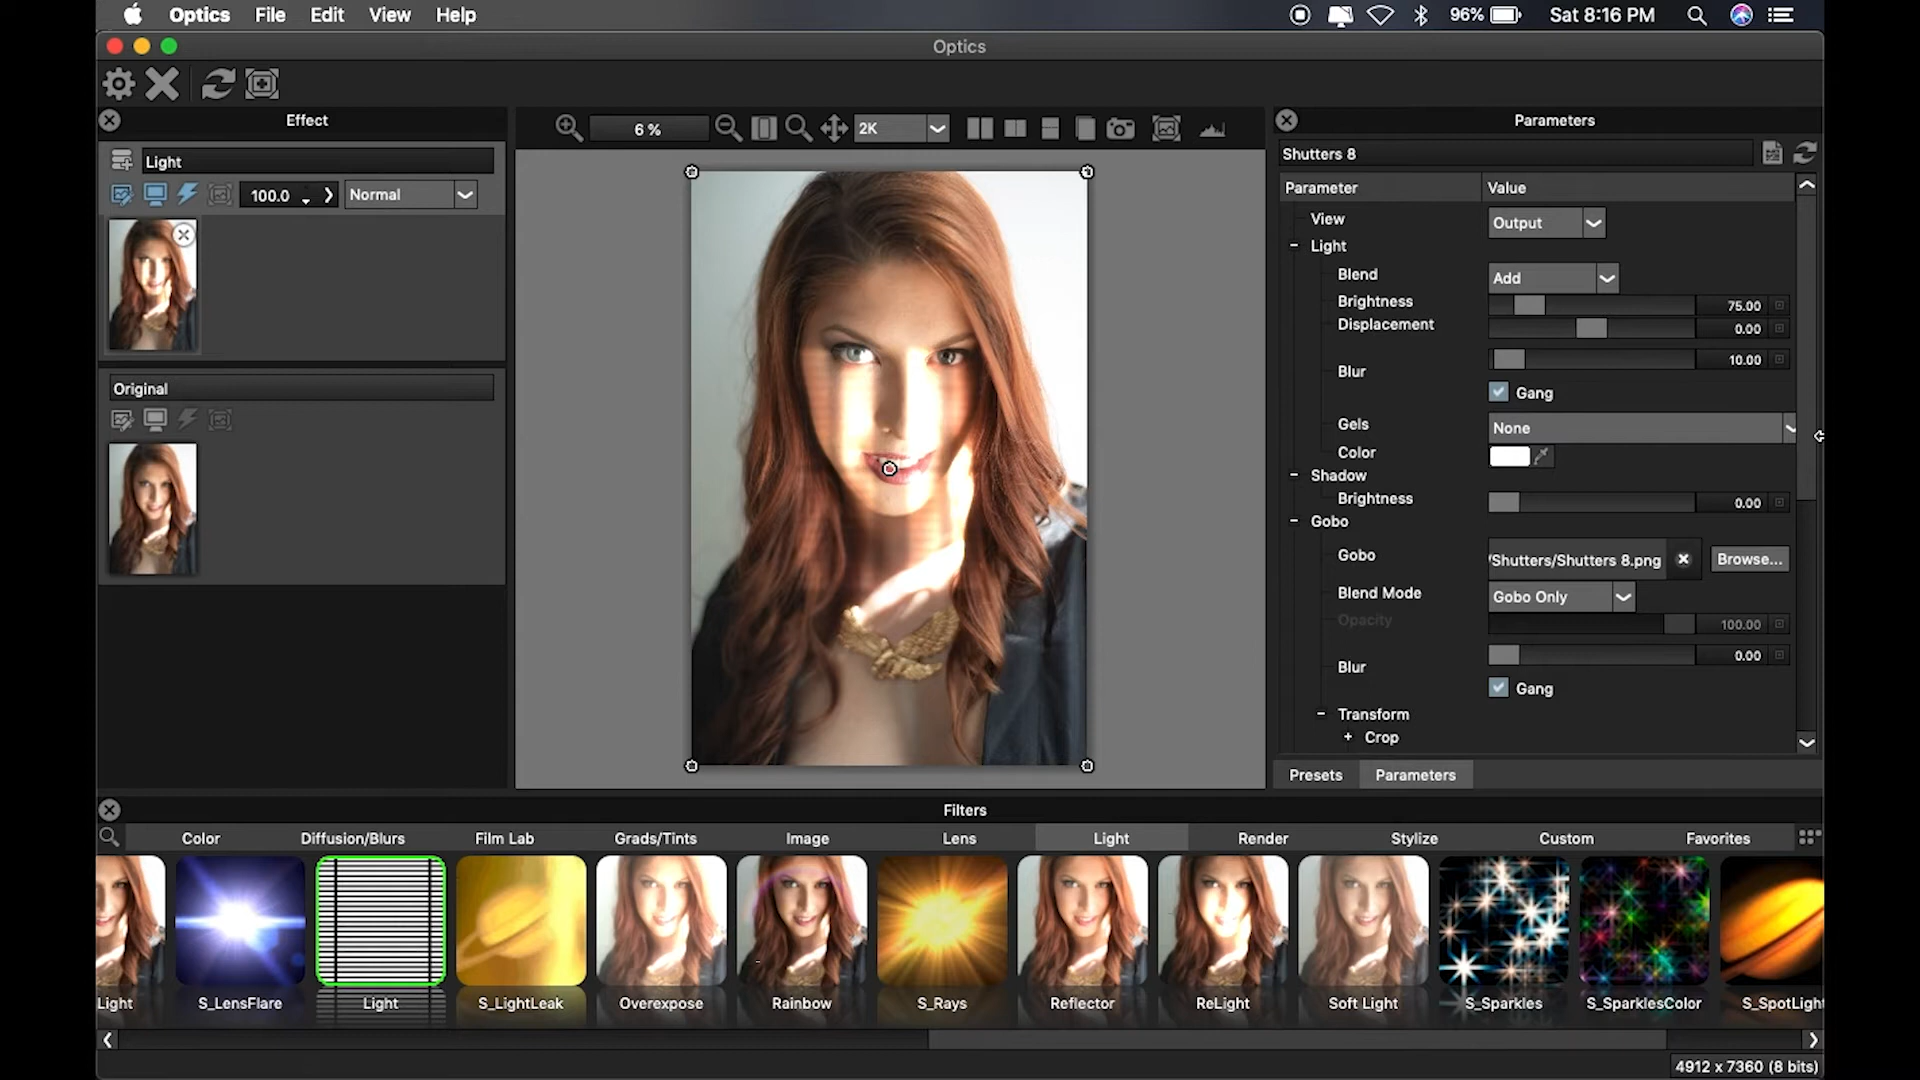 Optics File Edit View Help 96% Sat 8:16 PM
Optics
Effect
6 % 2K
Parameters
Light
100.0 Normal
Original
Shutters 8
Parameter Value
View Output
Light
Blend Add
Brightness 75.00
Displacement 0.00
Blur 10.00
Gang
Gels None
Color
Shadow
Brightness 0.00
Gobo
Gobo /Shutters/Shutters 8.png Browse...
Blend Mode Gobo Only
Opacity 100.00
Blur 0.00
Gang
Transform
Crop
Presets Parameters
Filters
Color Diffusion/Blurs Film Lab Grads/Tints Image Lens Light Render Stylize Custom Favorites
Light S_LensFlare Light S_LightLeak Overexpose Rainbow S_Rays Reflector ReLight Soft Light S_Sparkles S_SparklesColor S_SpotLight
4912 x 7360 (8 bits)